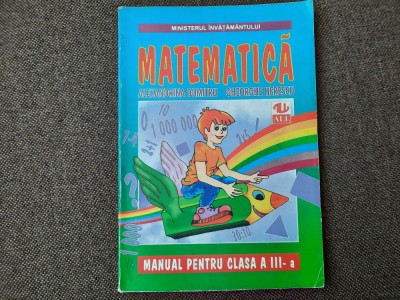 MINISTERUL ÎNVĂȚĂMÂNTULUI
MATEMATICĂ
ALEXANDRINA DUMITRU GHEORGHE HERESCU
ALL
1 000 000
MANUAL PENTRU CLASA A III-a